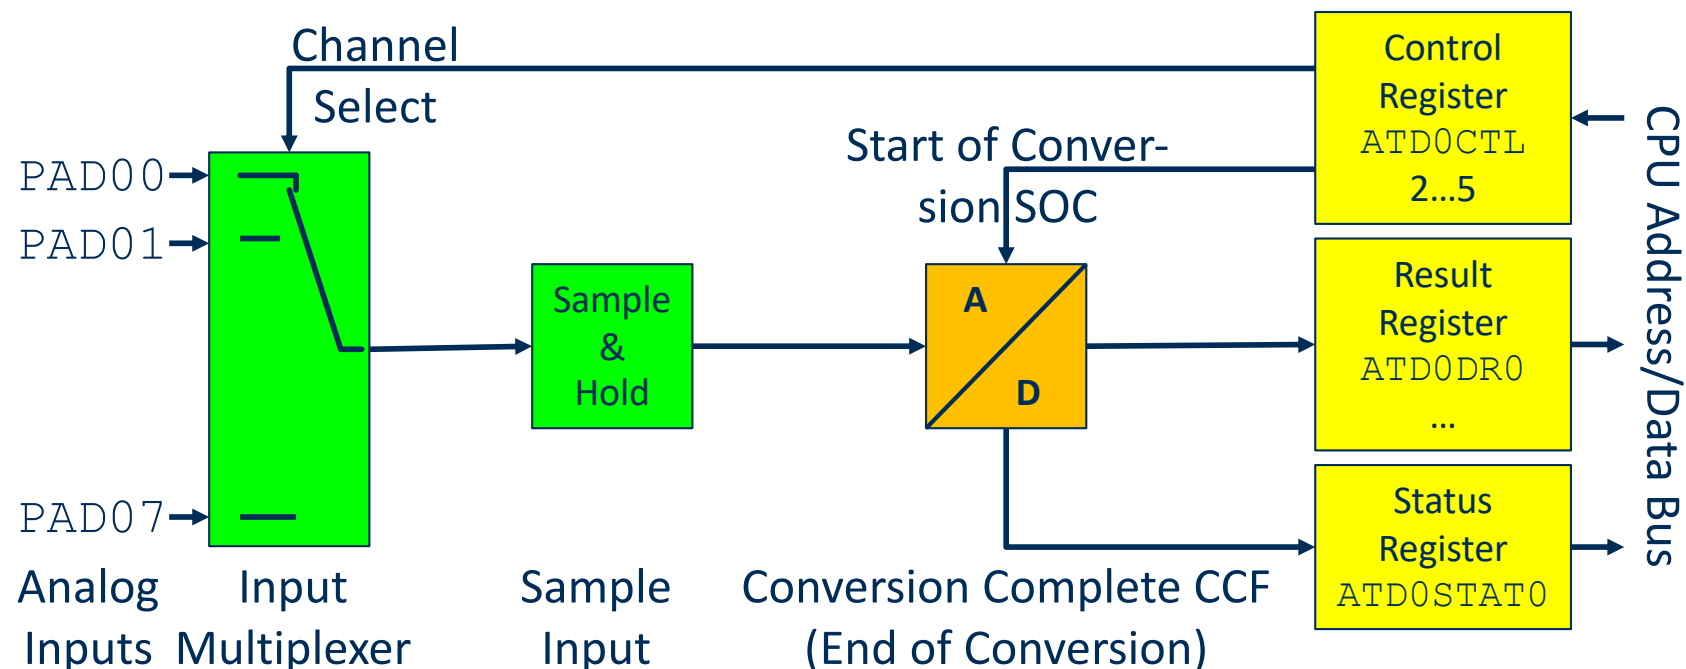 Channel
Select
Control
Register
ATD0CTL
2…5
Start of Conver-
sion SOC
PAD00
PAD01
PAD07
Sample
&
Hold
A
D
Result
Register
ATD0DR0
…
Status
Register
ATD0STAT0
CPU Address/Data Bus
Analog
Inputs
Input
Multiplexer
Sample
Input
Conversion Complete CCF
(End of Conversion)